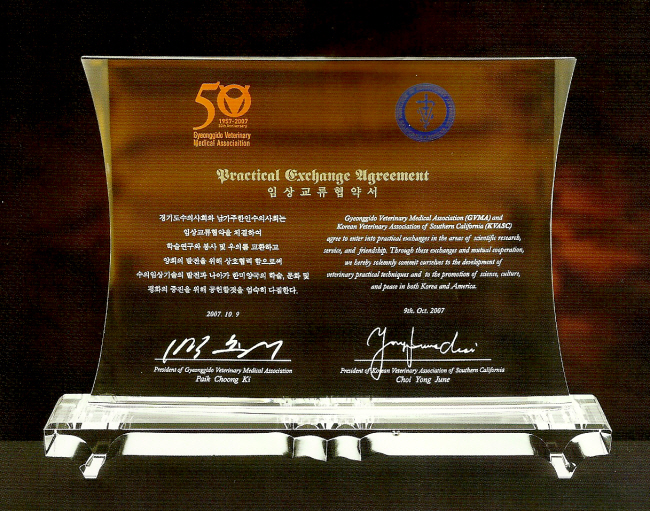 50
1957-2007
50th Anniversary
Gyeonggido Veterinary
Medical Association
Practical Exchange Agreement
임상교류협약서
경기도수의사회와 남가주한인수의사회는
임상교류협약을 체결하여
학술연구와 봉사 및 우의를 교환하고
양회의 발전을 위해 상호협력 함으로써
수의임상기술의 발전과 나아가 한미양국의 학술, 문화 및
평화의 증진을 위해 공헌할것을 엄숙히 다짐한다.
2007. 10. 9
President of Gyeonggido Veterinary Medical Association
Paik Choong Ki
Gyeonggido Veterinary Medical Association (GVMA) and
Korean Veterinary Association of Southern California (KVASC)
agree to enter into practical exchanges in the areas of scientific research,
service, and friendship. Through these exchanges and mutual cooperation,
we hereby solemnly commit ourselves to the development of
veterinary practical techniques and to the promotion of science, culture,
and peace in both Korea and America.
9th. Oct. 2007
President of Korean Veterinary Association of Southern California
Choi Yong June